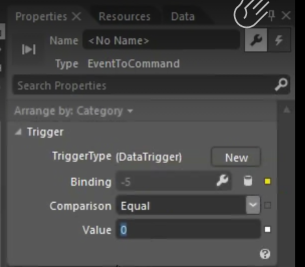 Properties Resources Data
Name <No Name>
Type EventToCommand
Search Properties
Arrange by: Category
Trigger
TriggerType (DataTrigger) New
Binding -5
Comparison Equal
Value 0